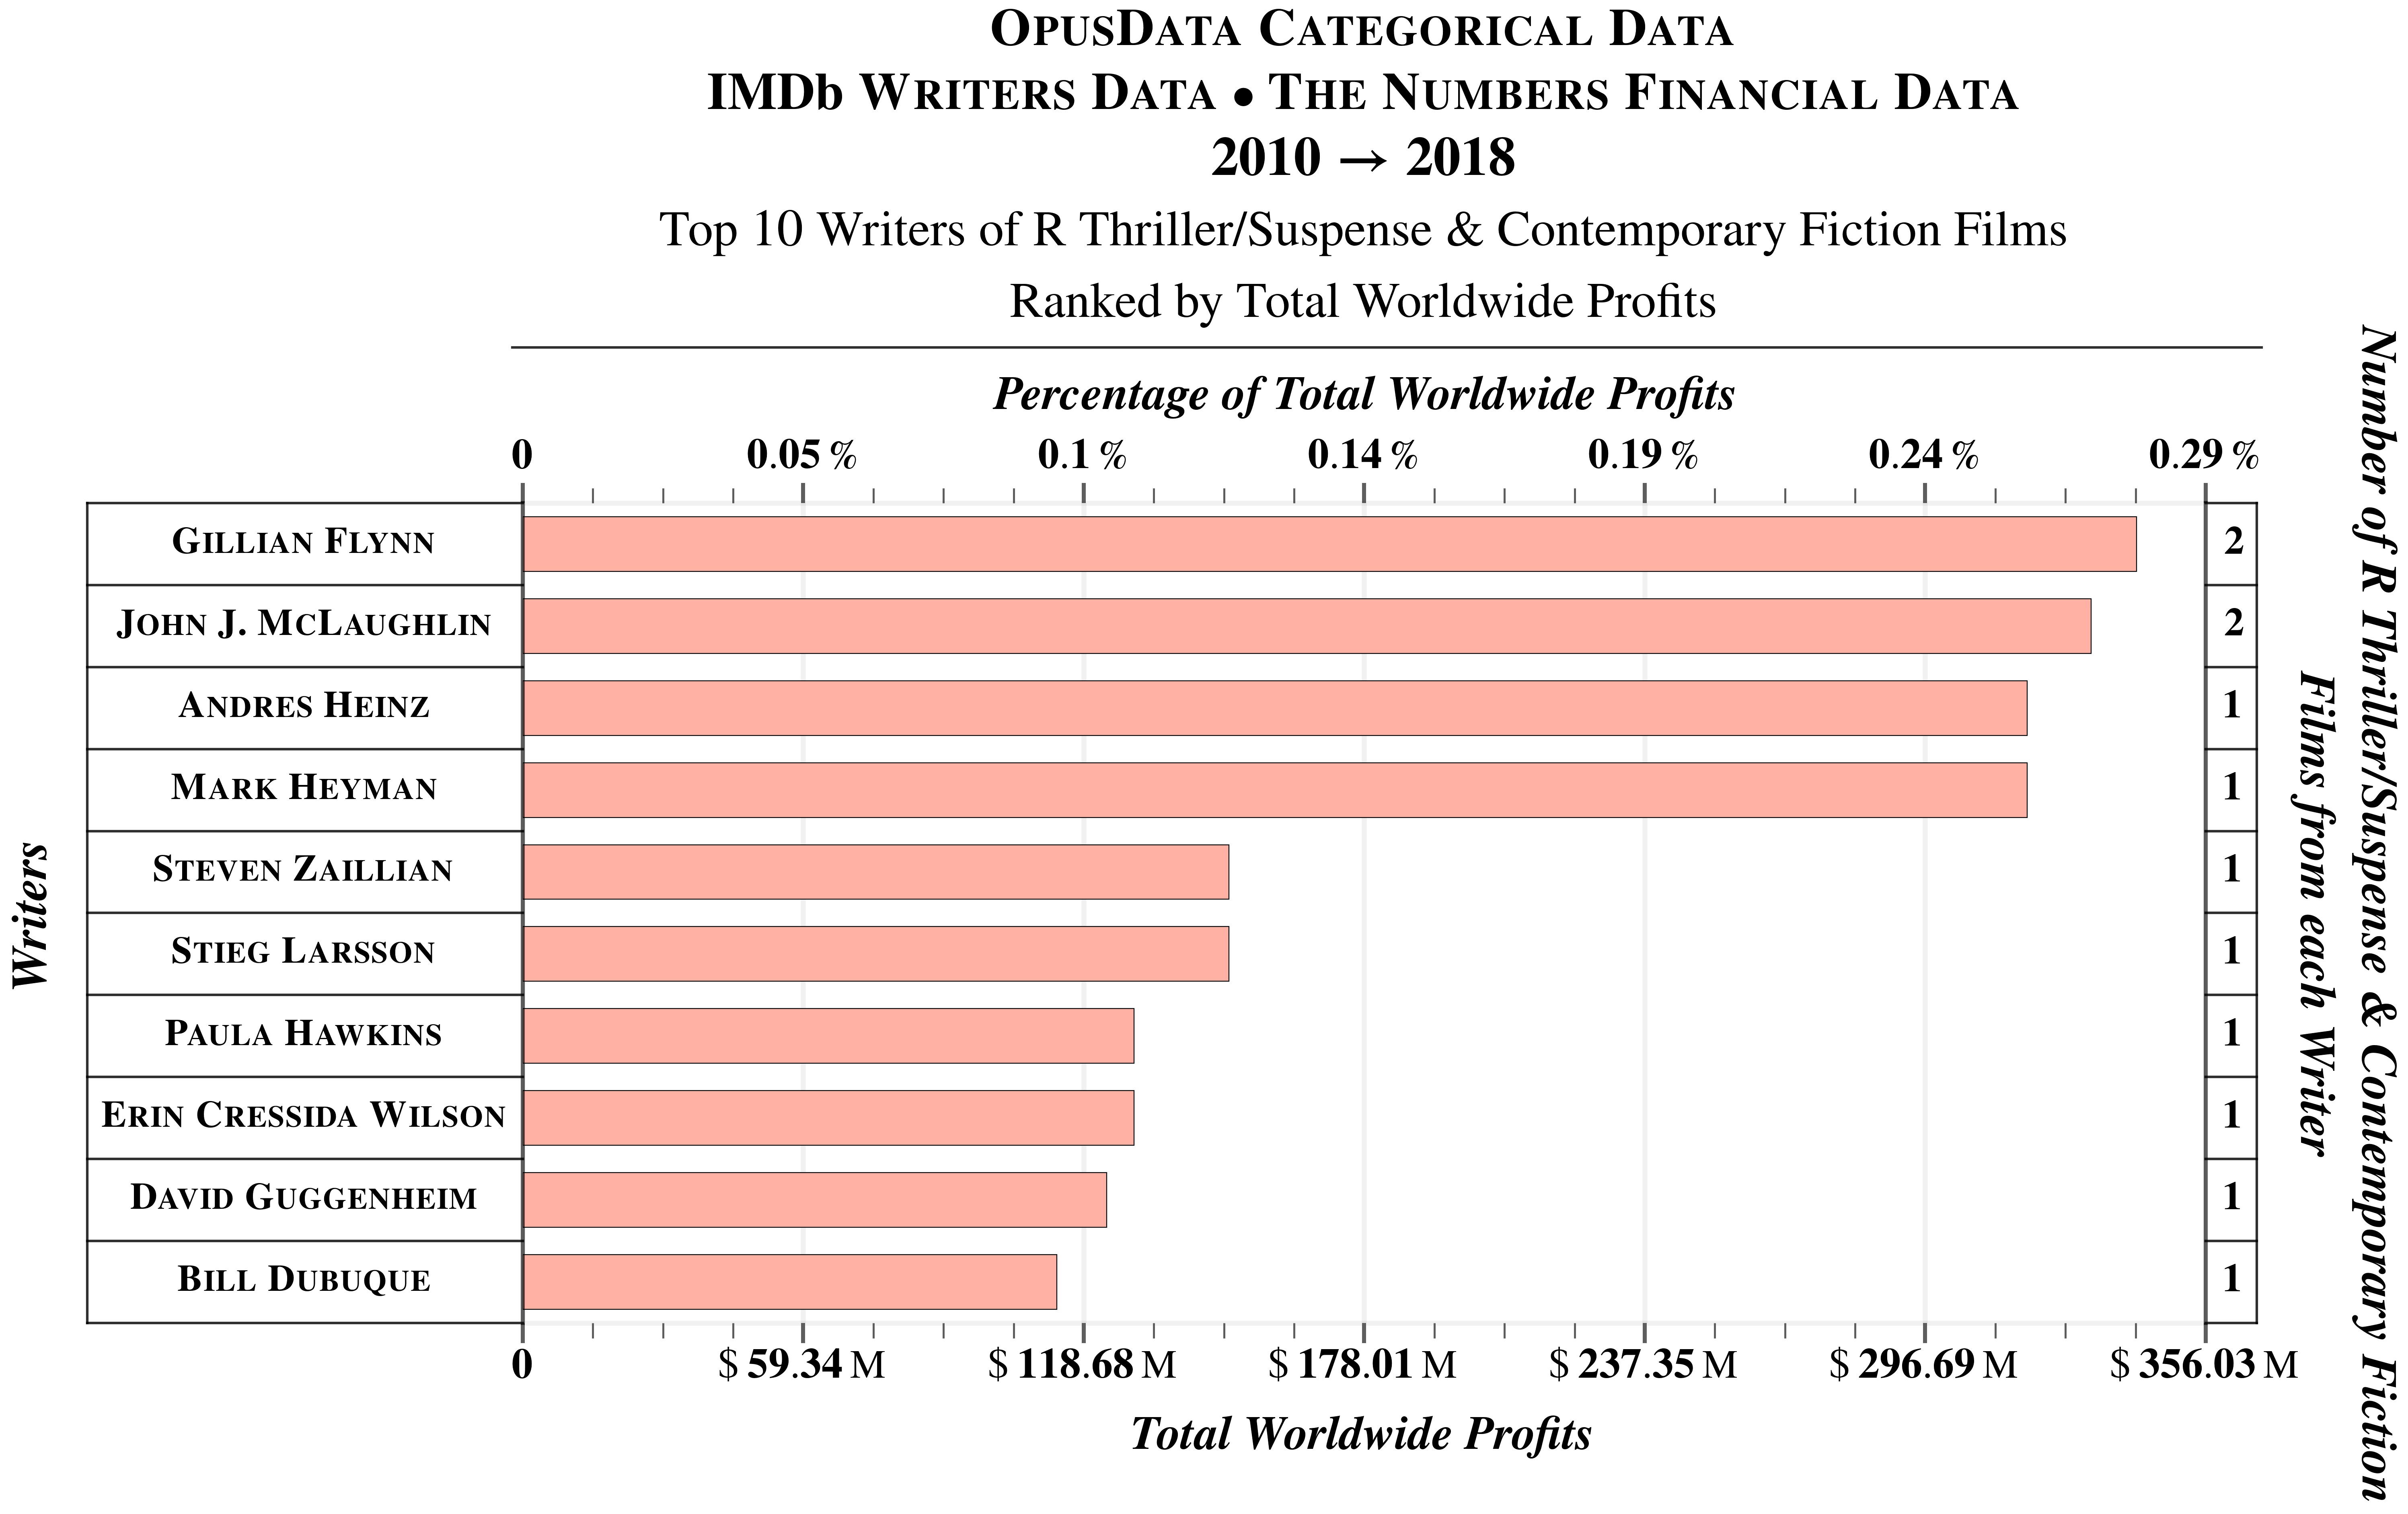 OpusData Categorical Data
IMDb Writers Data • The Numbers Financial Data
2010 → 2018
Top 10 Writers of R Thriller/Suspense & Contemporary Fiction Films
Ranked by Total Worldwide Profits
Percentage of Total Worldwide Profits
0 0.05 % 0.1 % 0.14 % 0.19 % 0.24 % 0.29 %
Gillian Flynn 2
John J. McLaughlin 2
Andres Heinz 1
Mark Heyman 1
Steven Zaillian 1
Stieg Larsson 1
Paula Hawkins 1
Erin Cressida Wilson 1
David Guggenheim 1
Bill Dubuque 1
0 $ 59.34 M $ 118.68 M $ 178.01 M $ 237.35 M $ 296.69 M $ 356.03 M
Total Worldwide Profits
Writers
Number of R Thriller/Suspense & Contemporary Fiction
Films from each Writer